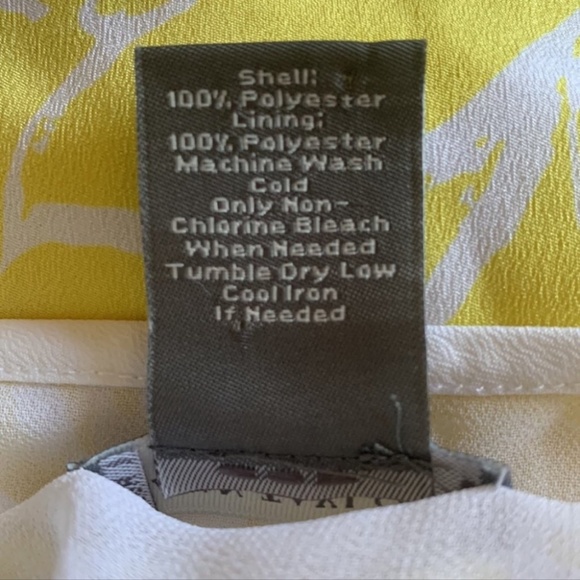 Shell:
100% Polyester
Lining:
100% Polyester
Machine Wash
Cold
Only Non-
Chlorine Bleach
When Needed
Tumble Dry Low
Cool Iron
If Needed